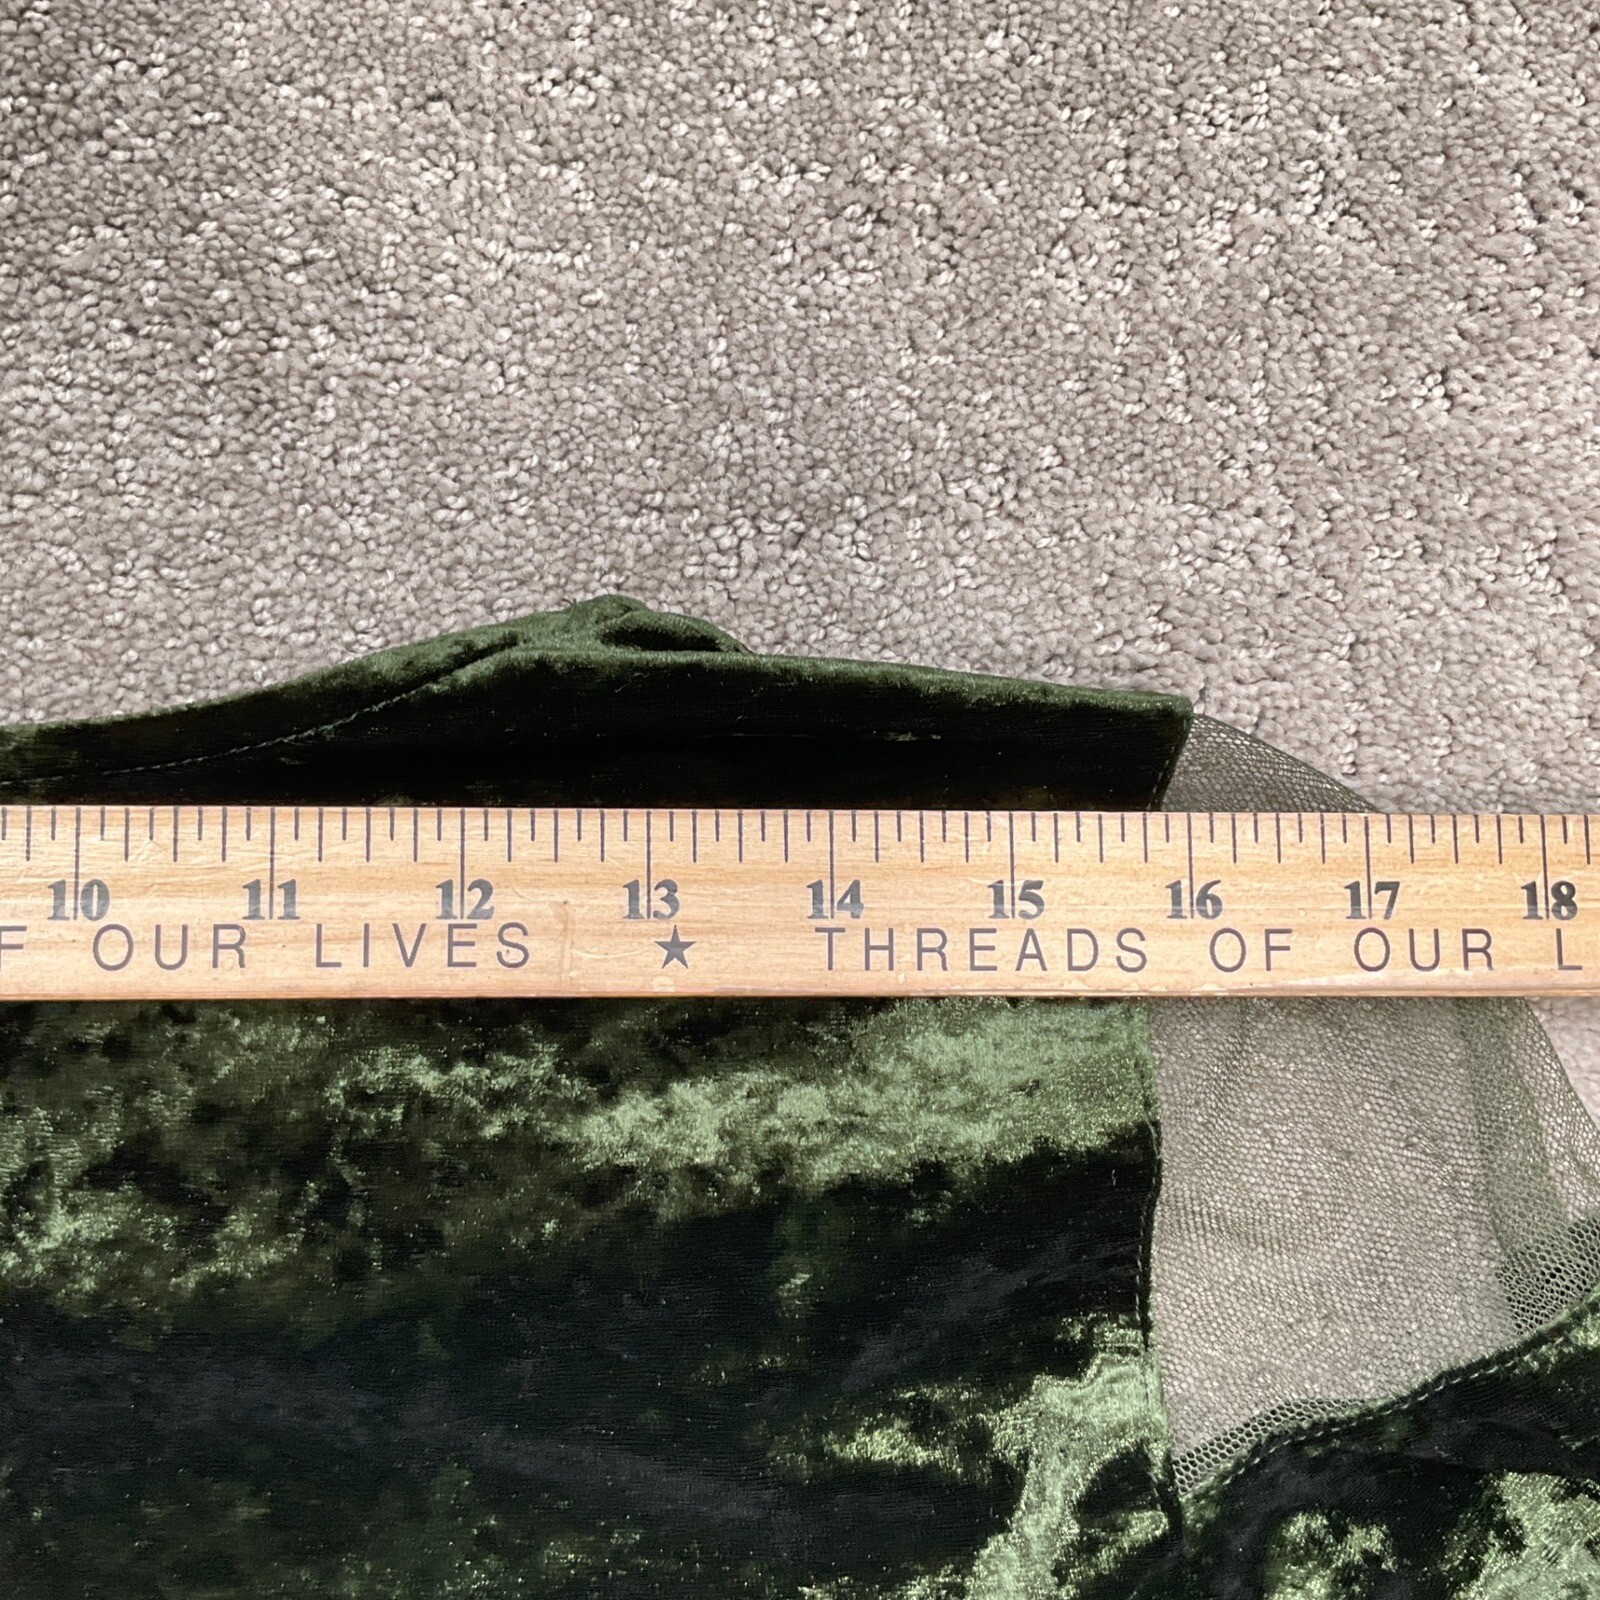 10 11 12 13 14 15 16 17 18
F OUR LIVES ★ THREADS OF OUR L